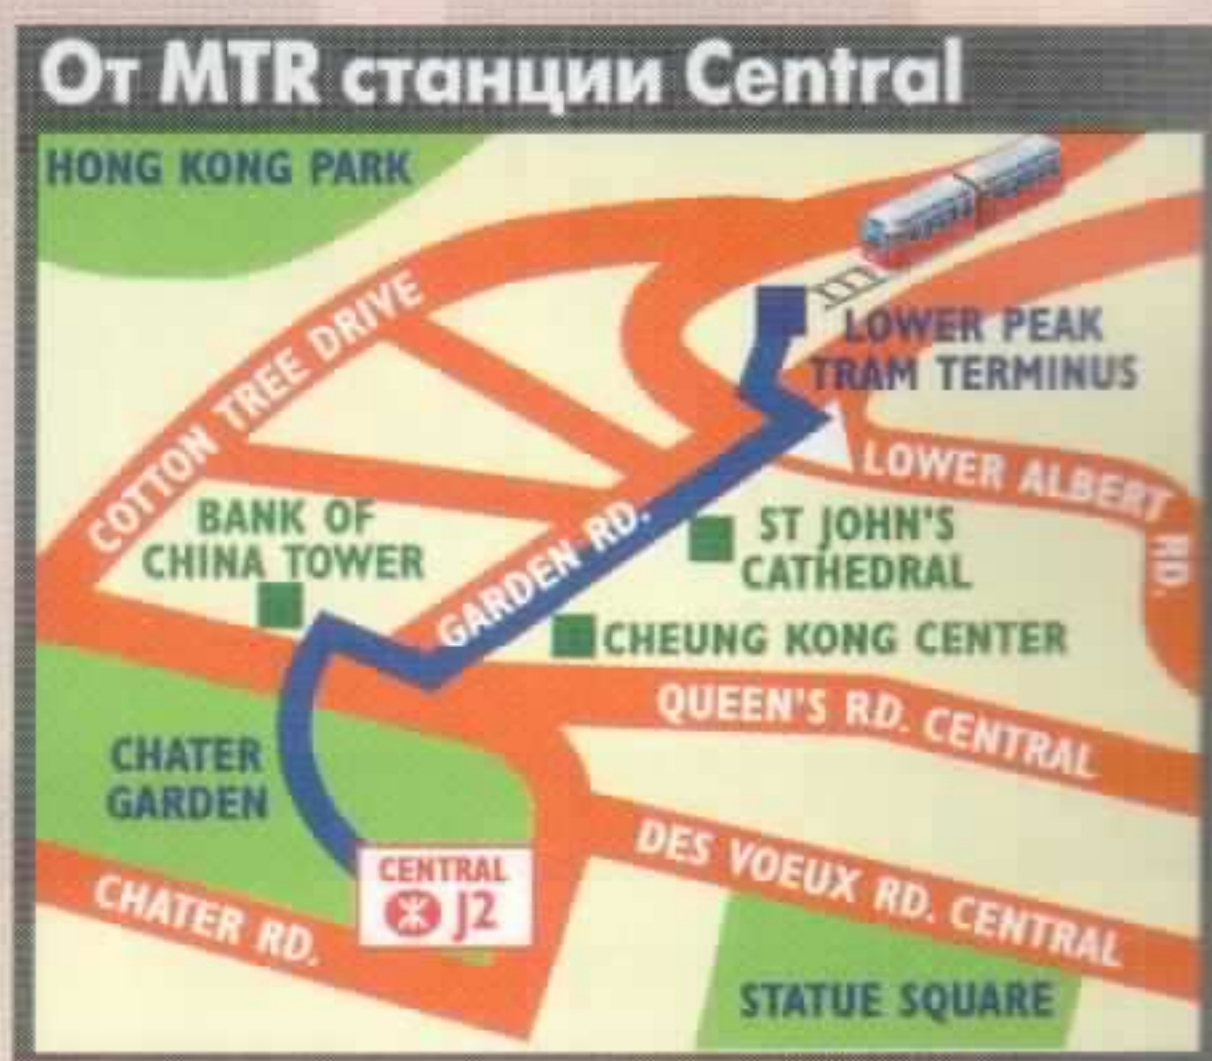 От MTR станции Central
HONG KONG PARK
COTTON TREE DRIVE
LOWER PEAK
TRAM TERMINUS
LOWER ALBERT RD.
BANK OF
CHINA TOWER
GARDEN RD.
ST JOHN'S
CATHEDRAL
CHEUNG KONG CENTER
QUEEN'S RD. CENTRAL
CHATER
GARDEN
DES VOEUX RD. CENTRAL
CENTRAL
J2
CHATER RD.
STATUE SQUARE